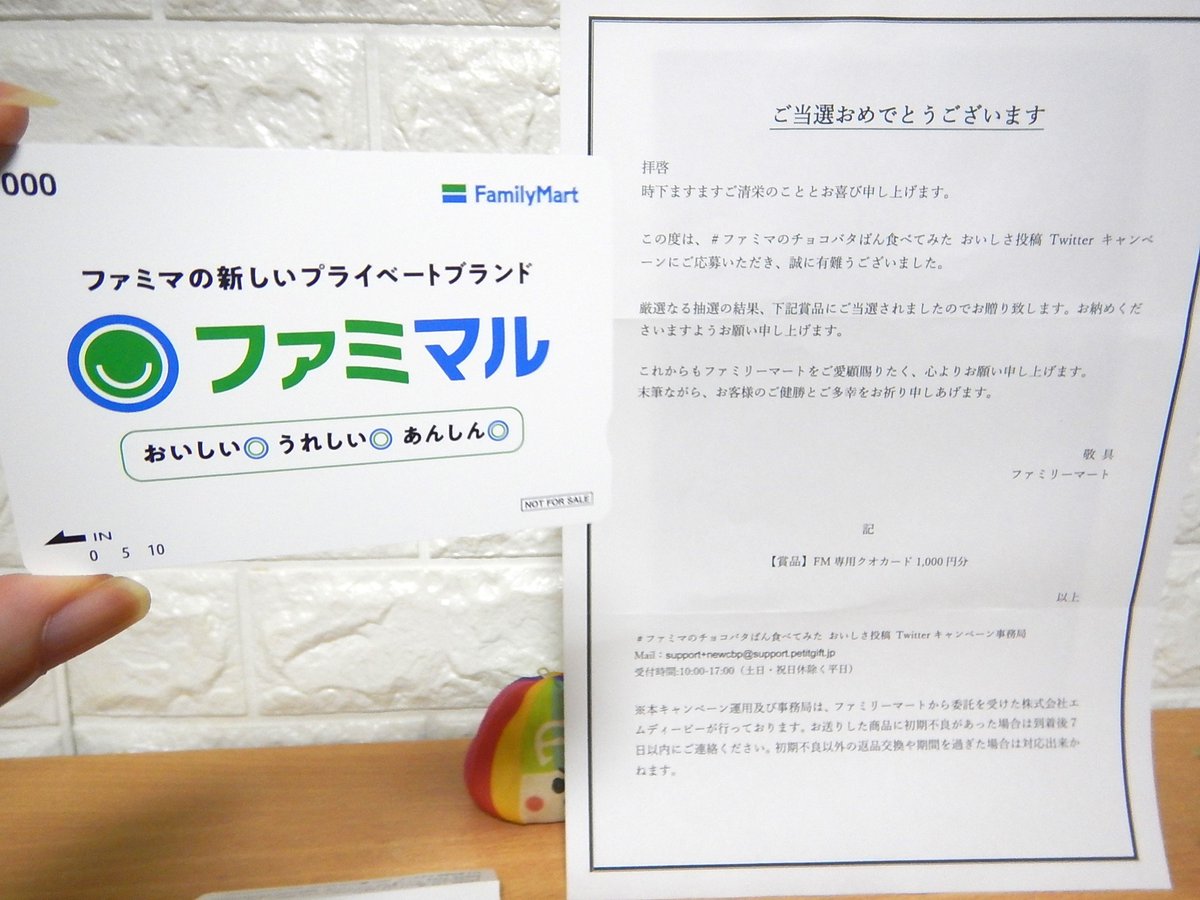 000
FamilyMart
ファミマの新しいプライベートブランド
ファミマル
おいしい◎ うれしい◎ あんしん◎
NOT FOR SALE
IN
0 5 10
ご当選おめでとうございます
拝啓
時下ますますご清栄のこととお喜び申し上げます。
この度は、#ファミマのチョコバタぱん食べてみた おいしさ投稿 Twitter キャンペ
ーンにご応募いただき、誠に有難うございました。
厳選なる抽選の結果、下記賞品にご当選されましたのでお贈り致します。お納めくだ
さいますようお願い申し上げます。
これからもファミリーマートをご愛顧賜りたく、心よりお願い申し上げます。
末筆ながら、お客様のご健勝とご多幸をお祈り申しあげます。
敬 具
ファミリーマート
記
【賞品】FM専用クオカード 1,000 円分
以上
#ファミマのチョコバタぱん食べてみた おいしさ投稿 Twitter キャンペーン事務局
Mail：support+newcbp@support.petitgift.jp
受付時間:10:00-17:00（土日・祝日休除く平日）
※本キャンペーン運用及び事務局は、ファミリーマートから委託を受けた株式会社エ
ムディーピーが行っております。お送りした商品に初期不良があった場合は到着後７
日以内にご連絡ください。初期不良以外の返品交換や期間を過ぎた場合は対応出来か
ねます。